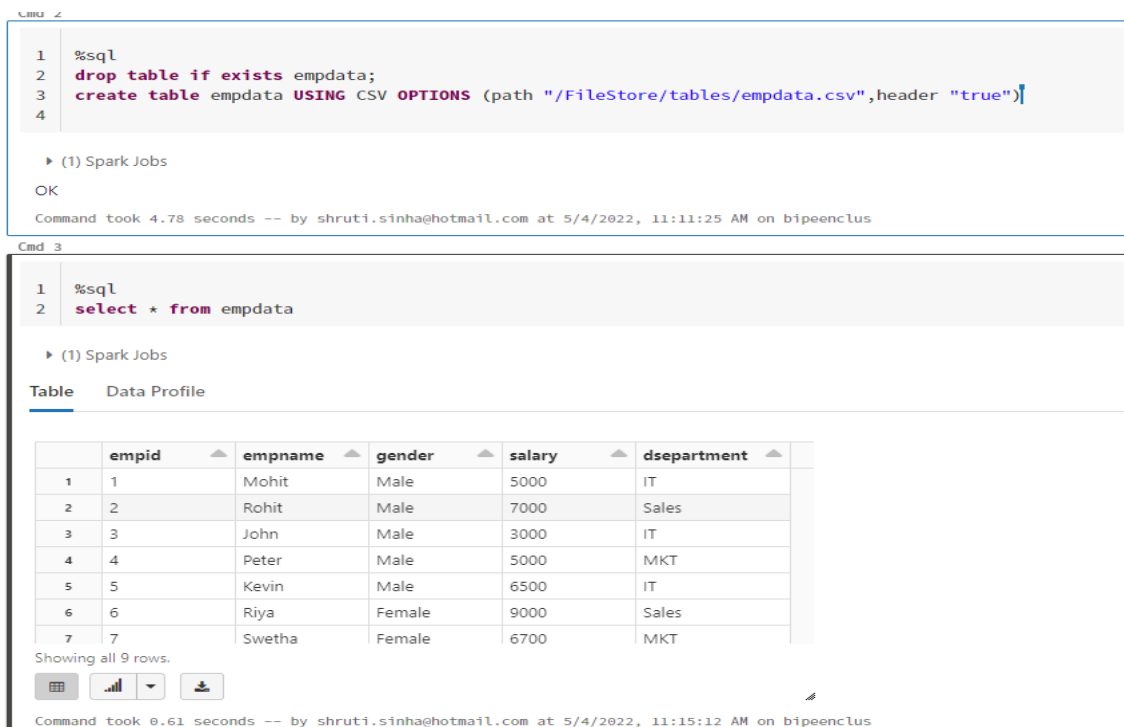 Cmd 2
1 %sql
2 drop table if exists empdata;
3 create table empdata USING CSV OPTIONS (path "/FileStore/tables/empdata.csv",header "true")
4
(1) Spark Jobs
OK
Command took 4.78 seconds -- by shruti.sinha@hotmail.com at 5/4/2022, 11:11:25 AM on bipeenclus
Cmd 3
1 %sql
2 select * from empdata
(1) Spark Jobs
Table Data Profile
empid empname gender salary dsepartment
1 1 Mohit Male 5000 IT
2 2 Rohit Male 7000 Sales
3 3 John Male 3000 IT
4 4 Peter Male 5000 MKT
5 5 Kevin Male 6500 IT
6 6 Riya Female 9000 Sales
7 7 Swetha Female 6700 MKT
Showing all 9 rows.
Command took 0.61 seconds -- by shruti.sinha@hotmail.com at 5/4/2022, 11:15:12 AM on bipeenclus